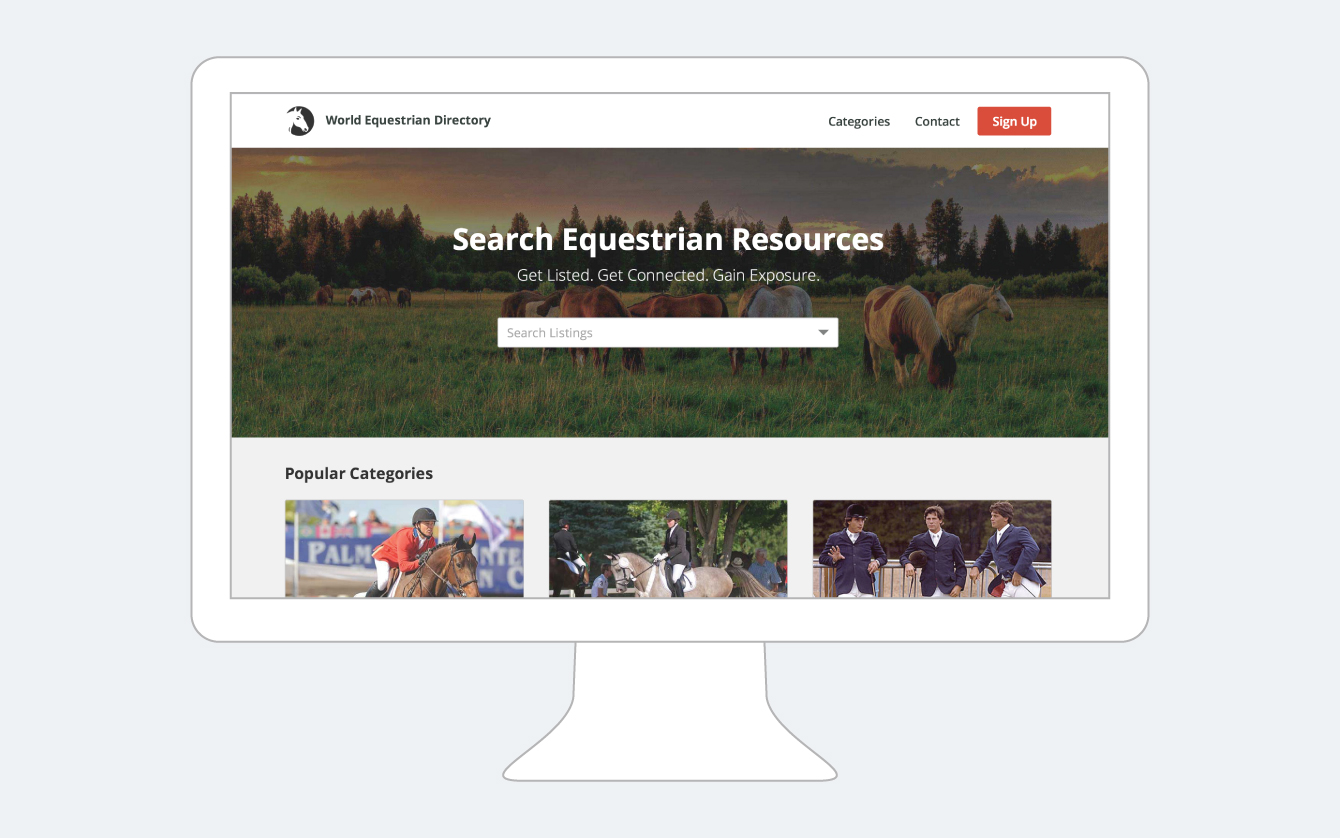 World Equestrian Directory
Categories
Contact
Sign Up
Search Equestrian Resources
Get Listed. Get Connected. Gain Exposure.
Search Listings
Popular Categories
PALM